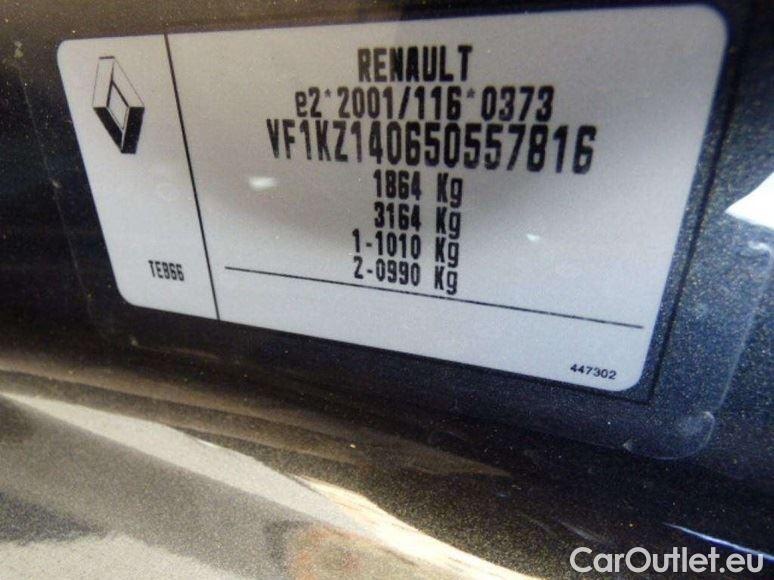 RENAULT
e2*2001/116*0373
VF1KZ140650557816
1864 Kg
3164 Kg
1-1010 Kg
2-0990 Kg
TEB66
447302
CarOutlet.eu